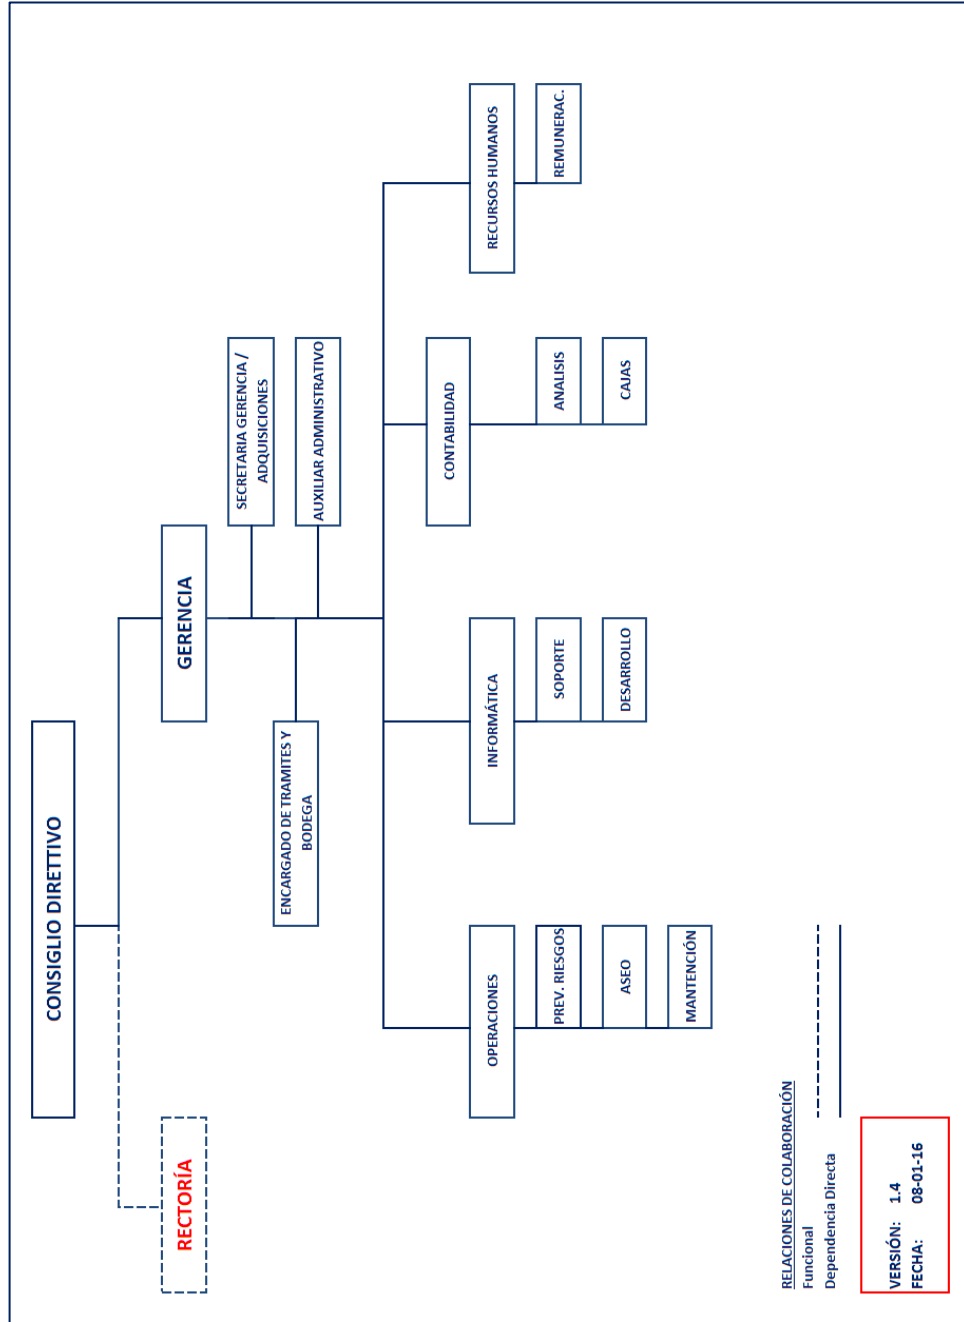 CONSIGLIO DIRETTIVO
RECTORÍA
GERENCIA
SECRETARIA GERENCIA /
ADQUISICIONES
ENCARGADO DE TRAMITES Y
BODEGA
AUXILIAR ADMINISTRATIVO
OPERACIONES
INFORMÁTICA
CONTABILIDAD
RECURSOS HUMANOS
PREV. RIESGOS
SOPORTE
ANALISIS
REMUNERAC.
ASEO
DESARROLLO
CAJAS
MANTENCIÓN
RELACIONES DE COLABORACIÓN
Funcional
Dependencia Directa
VERSIÓN: 1.4
FECHA: 08-01-16